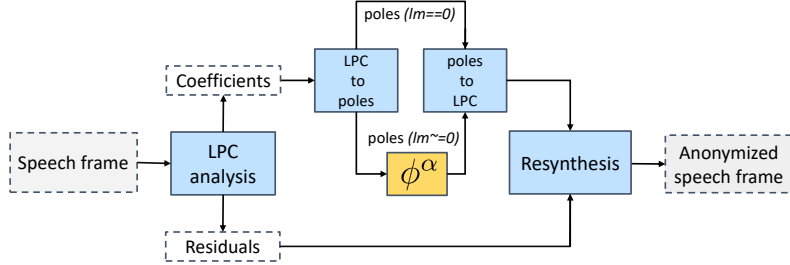 poles (Im==0)
LPC
to
poles
poles
to
LPC
Coefficients
poles (Im~=0)
Speech frame
LPC
analysis
ϕ^α
Resynthesis
Anonymized
speech frame
Residuals